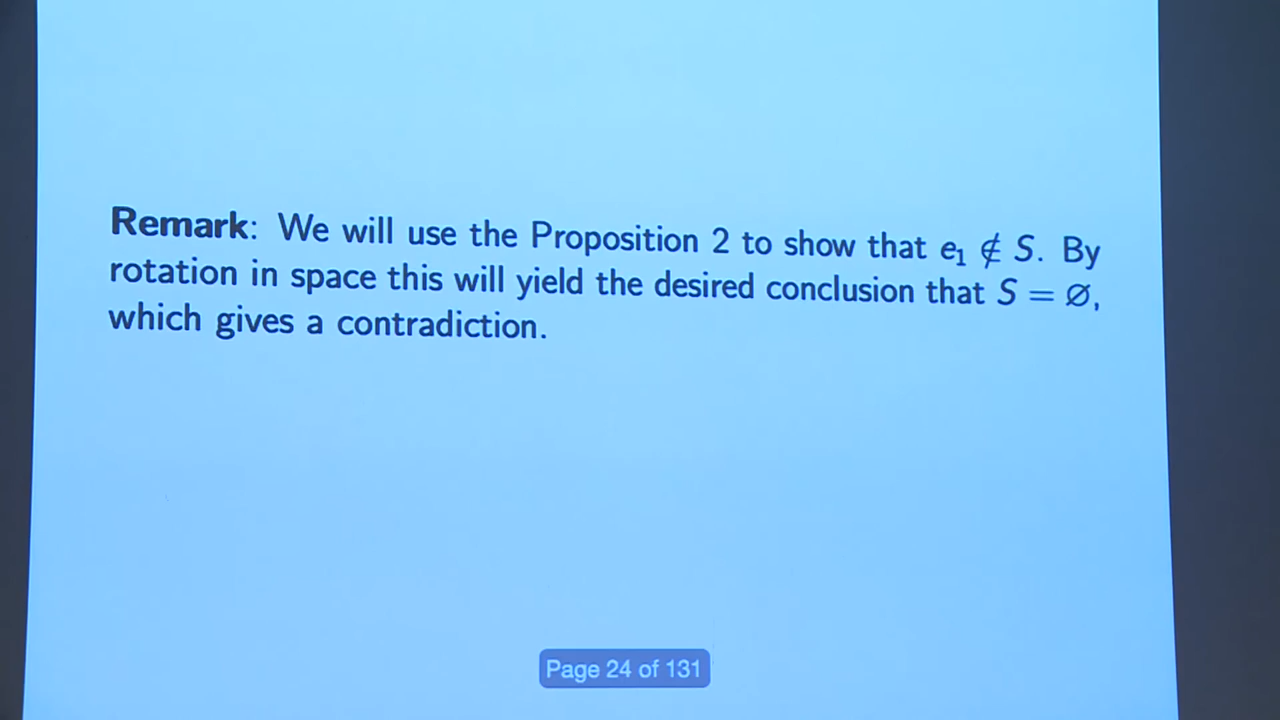 Remark: We will use the Proposition 2 to show that e₁ ∉ S. By
rotation in space this will yield the desired conclusion that S = ∅,
which gives a contradiction.
Page 24 of 131